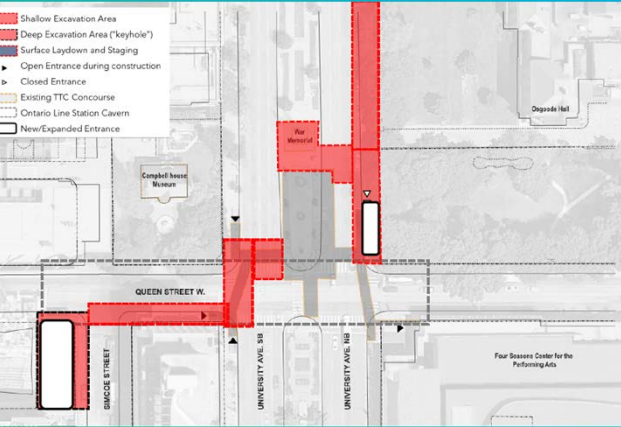 Shallow Excavation Area
Deep Excavation Area ("keyhole")
Surface Laydown and Staging
Open Entrance during construction
Closed Entrance
Existing TTC Concourse
Ontario Line Station Cavern
New/Expanded Entrance
War
Memorial
Osgoode Hall
Campbell house
Museum
QUEEN STREET W.
SIMCOE STREET
UNIVERSITY AVE. SB
UNIVERSITY AVE. NB
Four Seasons Center for the
Performing Arts